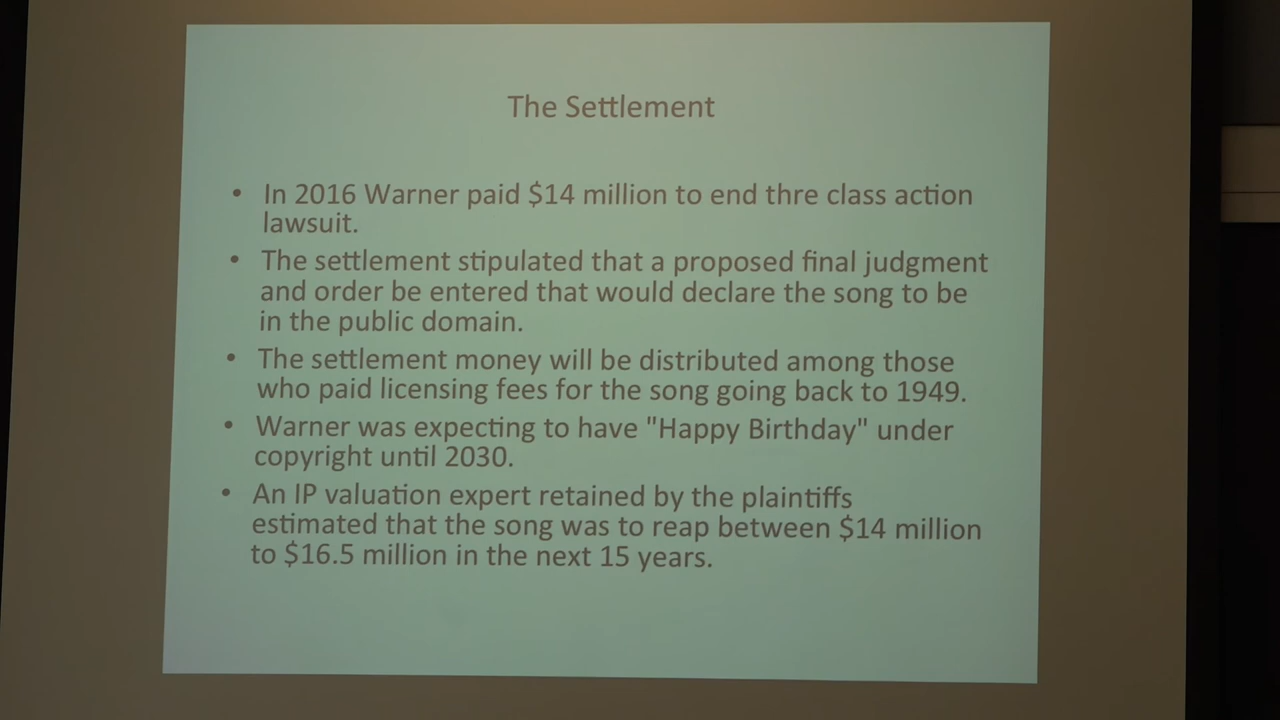 The Settlement
• In 2016 Warner paid $14 million to end thre class action
lawsuit.
• The settlement stipulated that a proposed final judgment
and order be entered that would declare the song to be
in the public domain.
• The settlement money will be distributed among those
who paid licensing fees for the song going back to 1949.
• Warner was expecting to have "Happy Birthday" under
copyright until 2030.
• An IP valuation expert retained by the plaintiffs
estimated that the song was to reap between $14 million
to $16.5 million in the next 15 years.